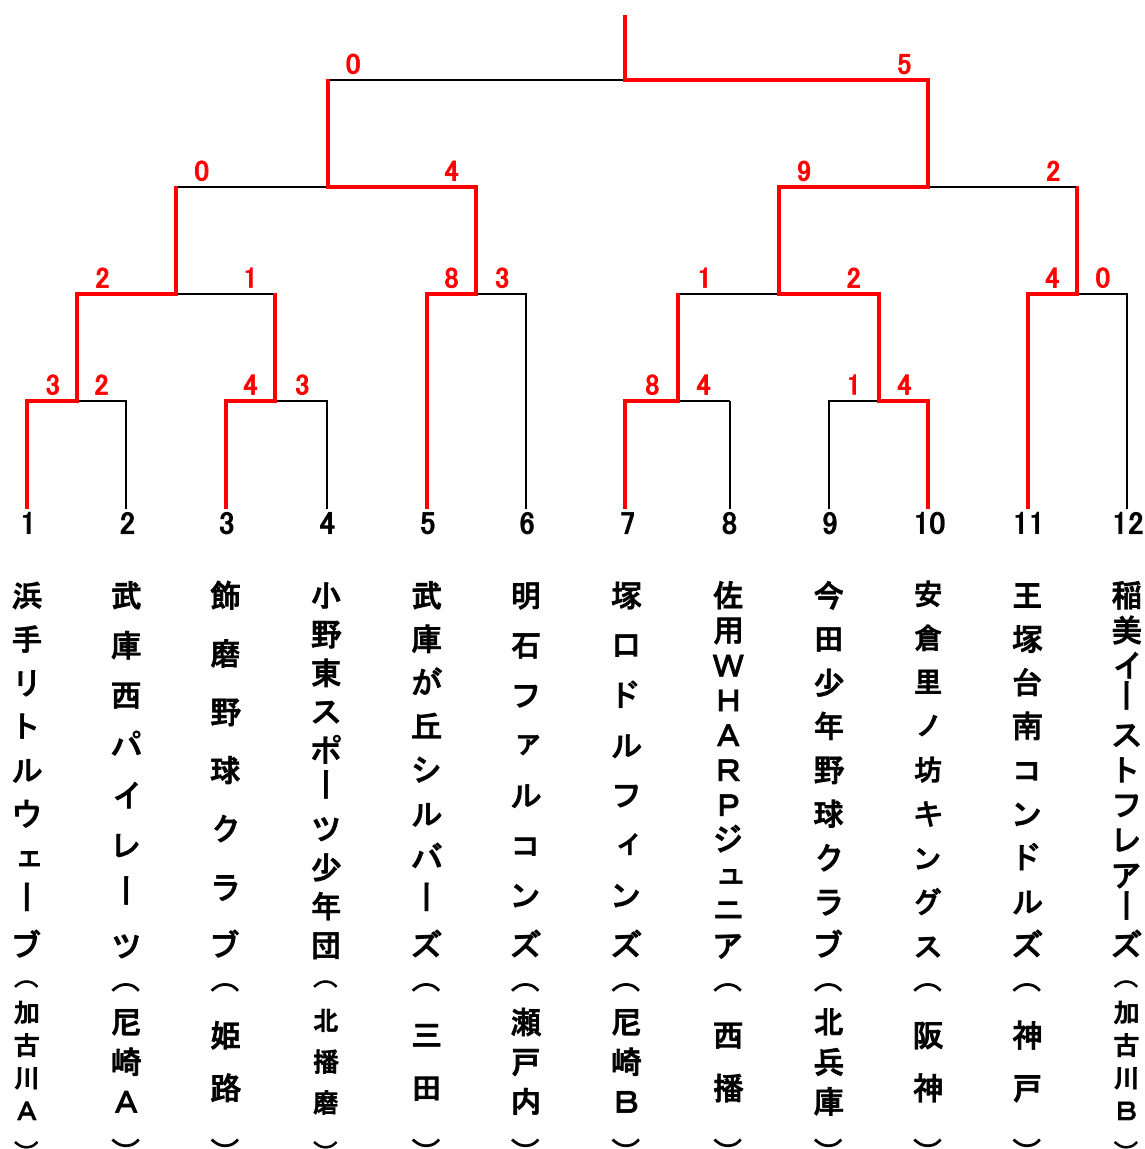 0 5
0 4 9 2
2 1 8 3 1 2 4 0
3 2 4 3 8 4 1 4
1 2 3 4 5 6 7 8 9 10 11 12
浜手リトルウェーブ(加古川A)
武庫西パイレーツ(尼崎A)
飾磨野球クラブ(姫路)
小野東スポーツ少年団(北播磨)
武庫が丘シルバーズ(三田)
明石ファルコンズ(瀬戸内)
塚口ドルフィンズ(尼崎B)
佐用WHARPジュニア(西播)
今田少年野球クラブ(北兵庫)
安倉里ノ坊キングス(阪神)
王塚台南コンドルズ(神戸)
稲美イーストフレアーズ(加古川B)